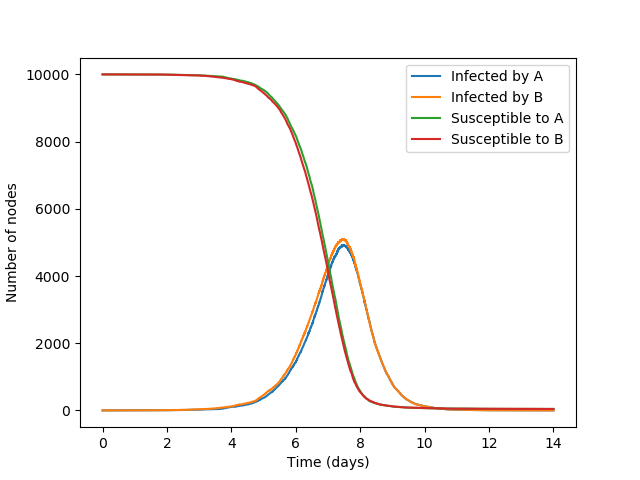 10000
8000
6000
4000
2000
0
Number of nodes
Infected by A
Infected by B
Susceptible to A
Susceptible to B
0 2 4 6 8 10 12 14
Time (days)